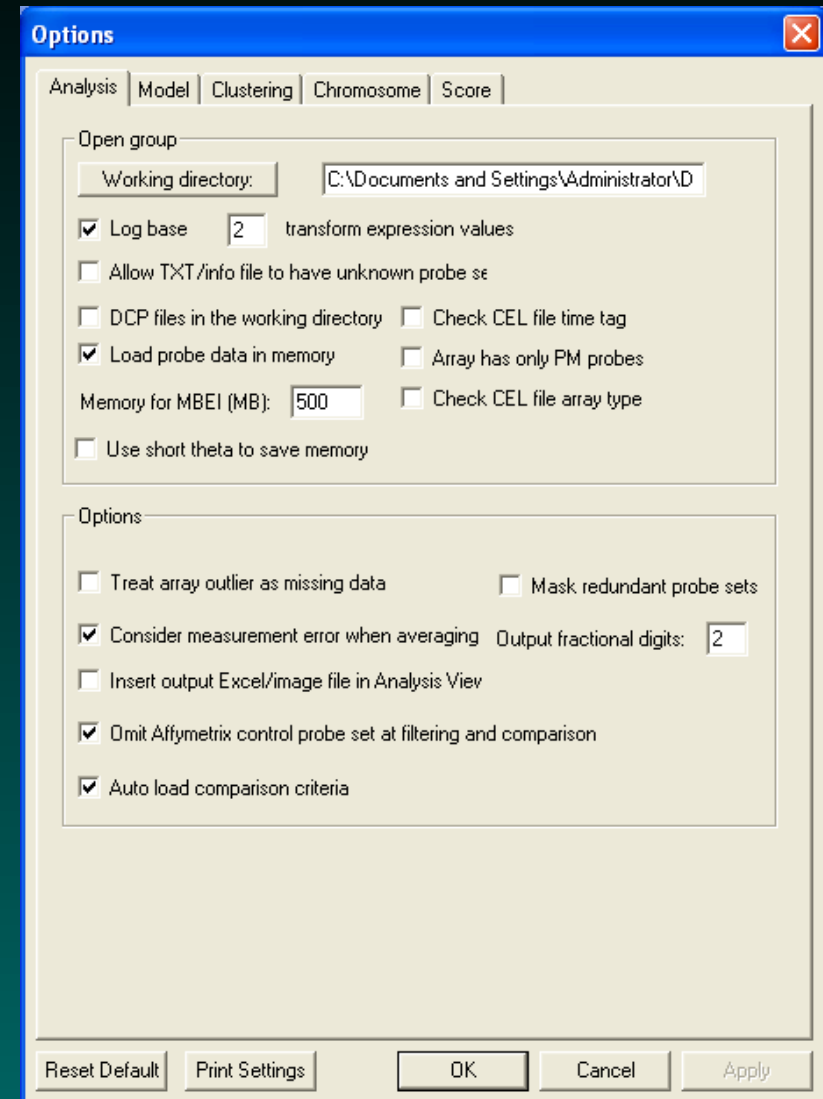 Options
Analysis Model Clustering Chromosome Score
Open group
Working directory: C:\Documents and Settings\Administrator\D
Log base 2 transform expression values
Allow TXT/info file to have unknown probe se
DCP files in the working directory Check CEL file time tag
Load probe data in memory Array has only PM probes
Memory for MBEI (MB): 500 Check CEL file array type
Use short theta to save memory
Options
Treat array outlier as missing data Mask redundant probe sets
Consider measurement error when averaging Output fractional digits: 2
Insert output Excel/image file in Analysis View
Omit Affymetrix control probe set at filtering and comparison
Auto load comparison criteria
Reset Default Print Settings OK Cancel Apply